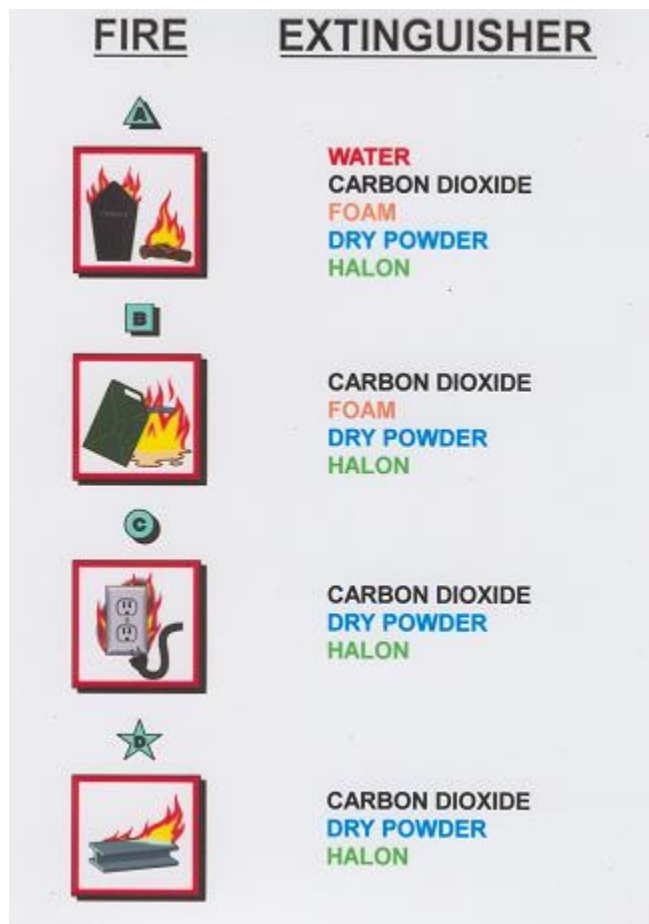 FIRE EXTINGUISHER
A
WATER
CARBON DIOXIDE
FOAM
DRY POWDER
HALON
B
CARBON DIOXIDE
FOAM
DRY POWDER
HALON
C
CARBON DIOXIDE
DRY POWDER
HALON
D
CARBON DIOXIDE
DRY POWDER
HALON